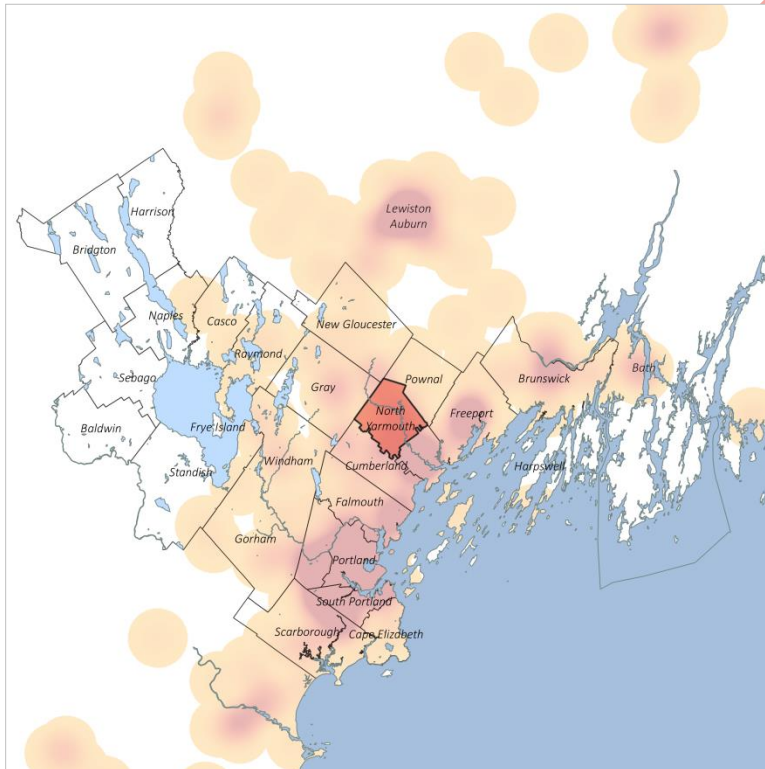 Harrison
Lewiston
Auburn
Bridgton
Naples
Casco
New Gloucester
Raymond
Sebago
Gray
Pownal
Brunswick
Bath
Baldwin
Frye Island
North
Yarmouth
Freeport
Standish
Windham
Cumberland
Harpswell
Falmouth
Gorham
Portland
South Portland
Scarborough
Cape Elizabeth